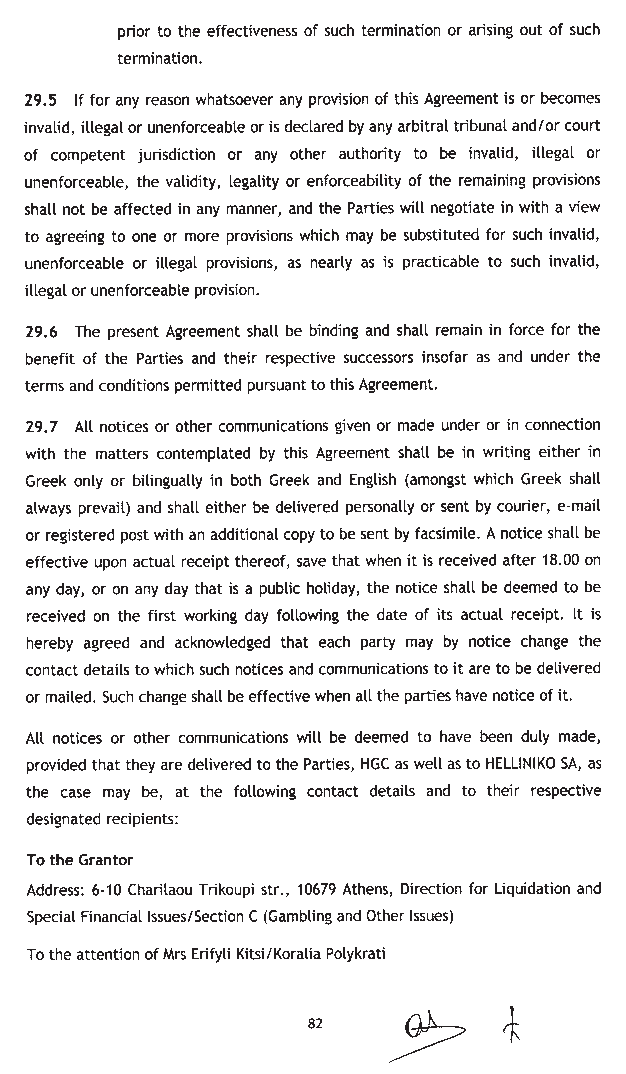 prior to the effectiveness of such termination or arising out of such
termination.
29.5 If for any reason whatsoever any provision of this Agreement is or becomes
invalid, illegal or unenforceable or is declared by any arbitral tribunal and/or court
of competent jurisdiction or any other authority to be invalid, illegal or
unenforceable, the validity, legality or enforceability of the remaining provisions
shall not be affected in any manner, and the Parties will negotiate in with a view
to agreeing to one or more provisions which may be substituted for such invalid,
unenforceable or illegal provisions, as nearly as is practicable to such invalid,
illegal or unenforceable provision.
29.6 The present Agreement shall be binding and shall remain in force for the
benefit of the Parties and their respective successors insofar as and under the
terms and conditions permitted pursuant to this Agreement.
29.7 All notices or other communications given or made under or in connection
with the matters contemplated by this Agreement shall be in writing either in
Greek only or bilingually in both Greek and English (amongst which Greek shall
always prevail) and shall either be delivered personally or sent by courier, e-mail
or registered post with an additional copy to be sent by facsimile. A notice shall be
effective upon actual receipt thereof, save that when it is received after 18.00 on
any day, or on any day that is a public holiday, the notice shall be deemed to be
received on the first working day following the date of its actual receipt. It is
hereby agreed and acknowledged that each party may by notice change the
contact details to which such notices and communications to it are to be delivered
or mailed. Such change shall be effective when all the parties have notice of it.
All notices or other communications will be deemed to have been duly made,
provided that they are delivered to the Parties, HGC as well as to HELLINIKO SA, as
the case may be, at the following contact details and to their respective
designated recipients:
To the Grantor
Address: 6-10 Charilaou Trikoupi str., 10679 Athens, Direction for Liquidation and
Special Financial Issues/Section C (Gambling and Other Issues)
To the attention of Mrs Erifyli Kitsi/Koralia Polykrati
82